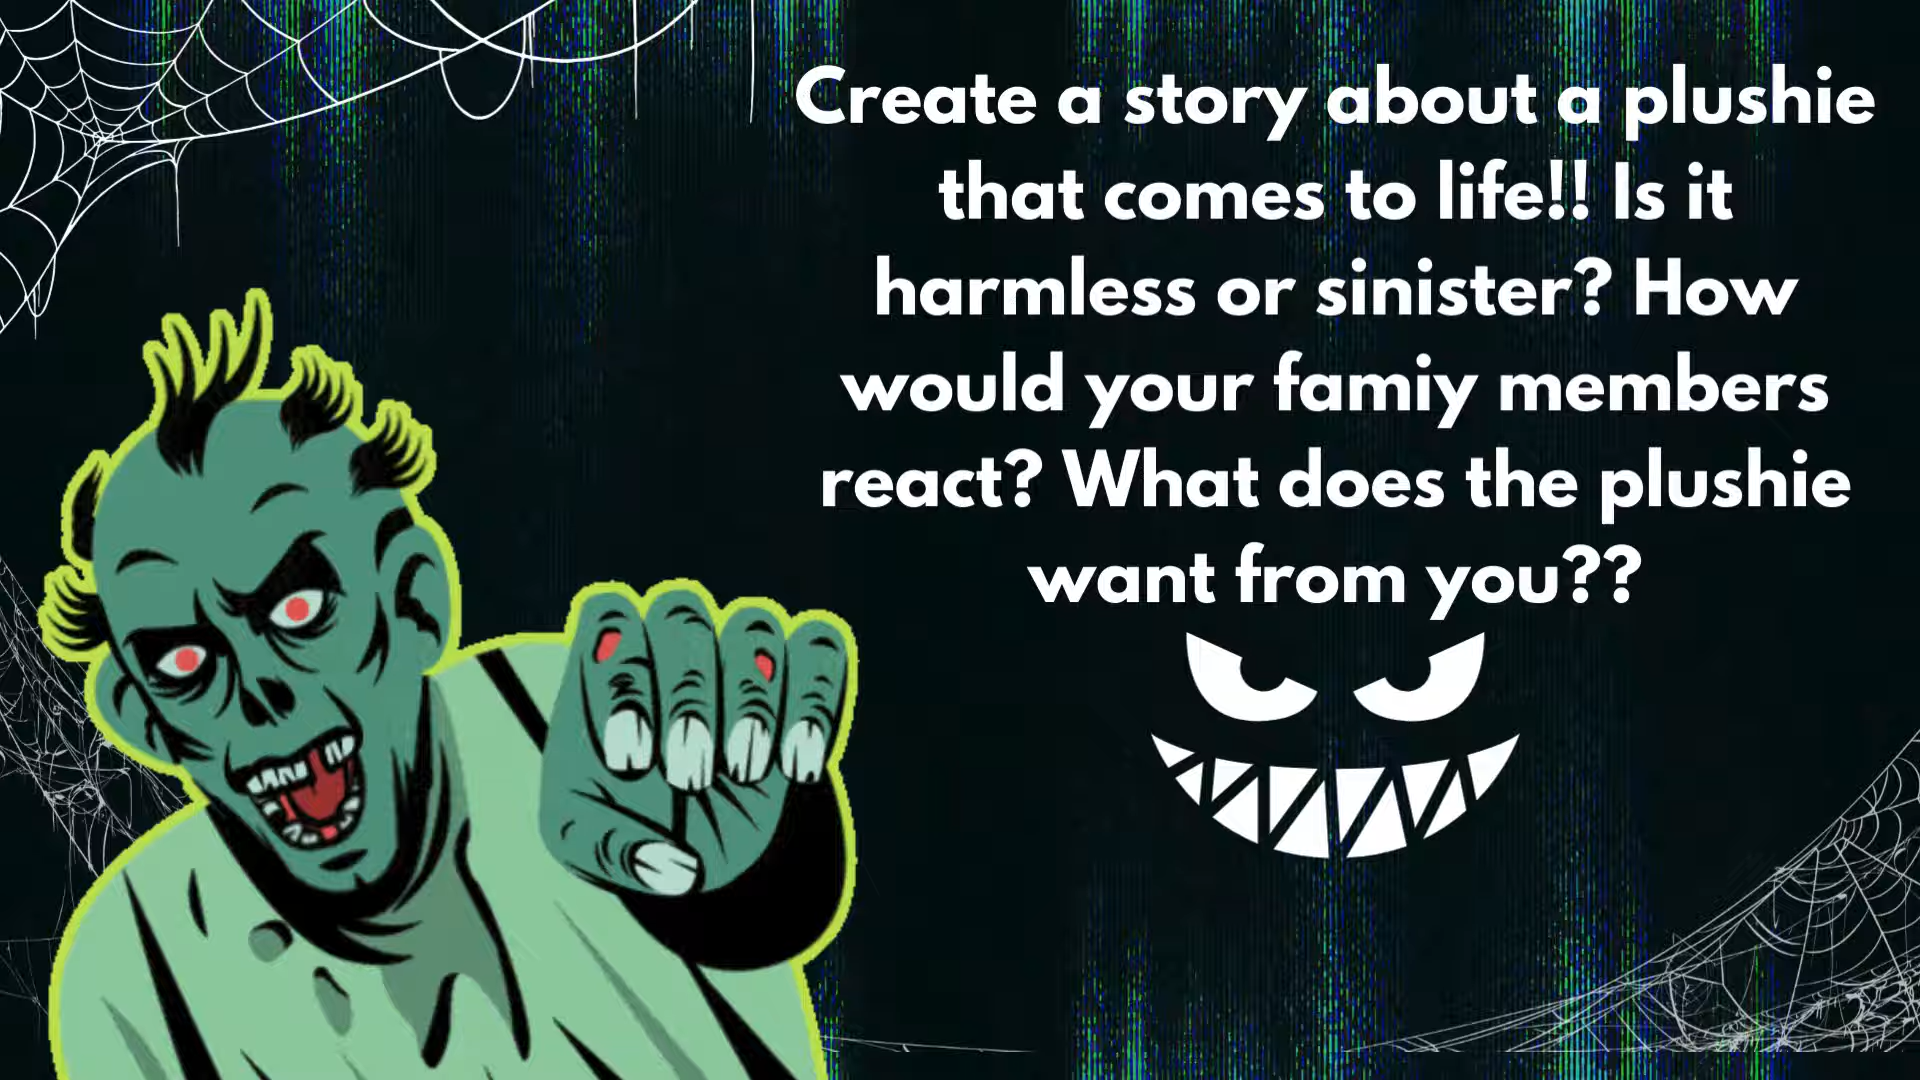 Create a story about a plushie
that comes to life!! Is it
harmless or sinister? How
would your famiy members
react? What does the plushie
want from you??